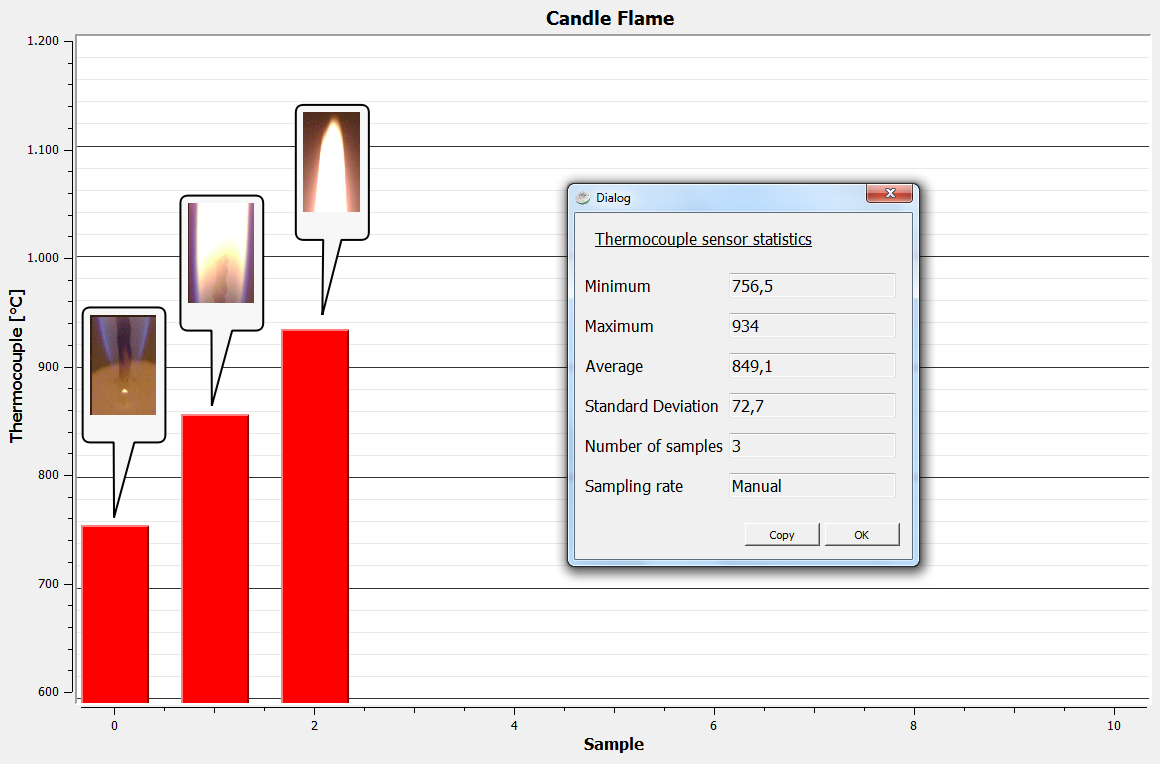 Candle Flame
1.200
1.100
1.000
900
800
700
600
Thermocouple [°C]
0
2
4
6
8
10
Sample
Dialog
Thermocouple sensor statistics
Minimum 756,5
Maximum 934
Average 849,1
Standard Deviation 72,7
Number of samples 3
Sampling rate Manual
Copy OK